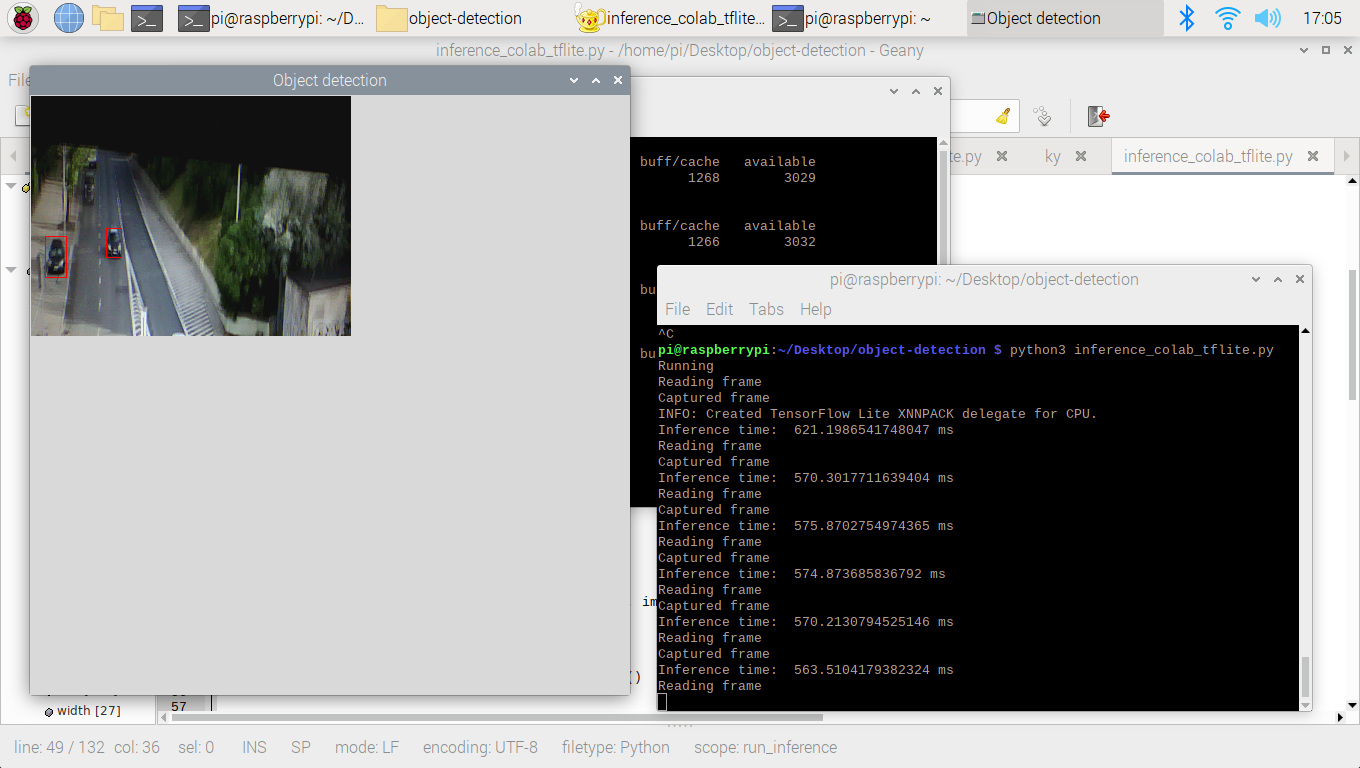 pi@raspberrypi: ~/D...
object-detection
inference_colab_tflite...
pi@raspberrypi: ~
Object detection
17:05
inference_colab_tflite.py - /home/pi/Desktop/object-detection - Geany
File
Object detection
te.py
ky
inference_colab_tflite.py
buff/cache available
1268 3029
buff/cache available
1266 3032
bu
bu
pi@raspberrypi: ~/Desktop/object-detection
File Edit Tabs Help
^C
pi@raspberrypi:~/Desktop/object-detection $ python3 inference_colab_tflite.py
Running
Reading frame
Captured frame
INFO: Created TensorFlow Lite XNNPACK delegate for CPU.
Inference time: 621.1986541748047 ms
Reading frame
Captured frame
Inference time: 570.3017711639404 ms
Reading frame
Captured frame
Inference time: 575.8702754974365 ms
Reading frame
Captured frame
Inference time: 574.873685836792 ms
Reading frame
Captured frame
Inference time: 570.2130794525146 ms
Reading frame
Captured frame
Inference time: 563.5104179382324 ms
Reading frame
im
()
width [27]
57
line: 49 / 132 col: 36 sel: 0 INS SP mode: LF encoding: UTF-8 filetype: Python scope: run_inference